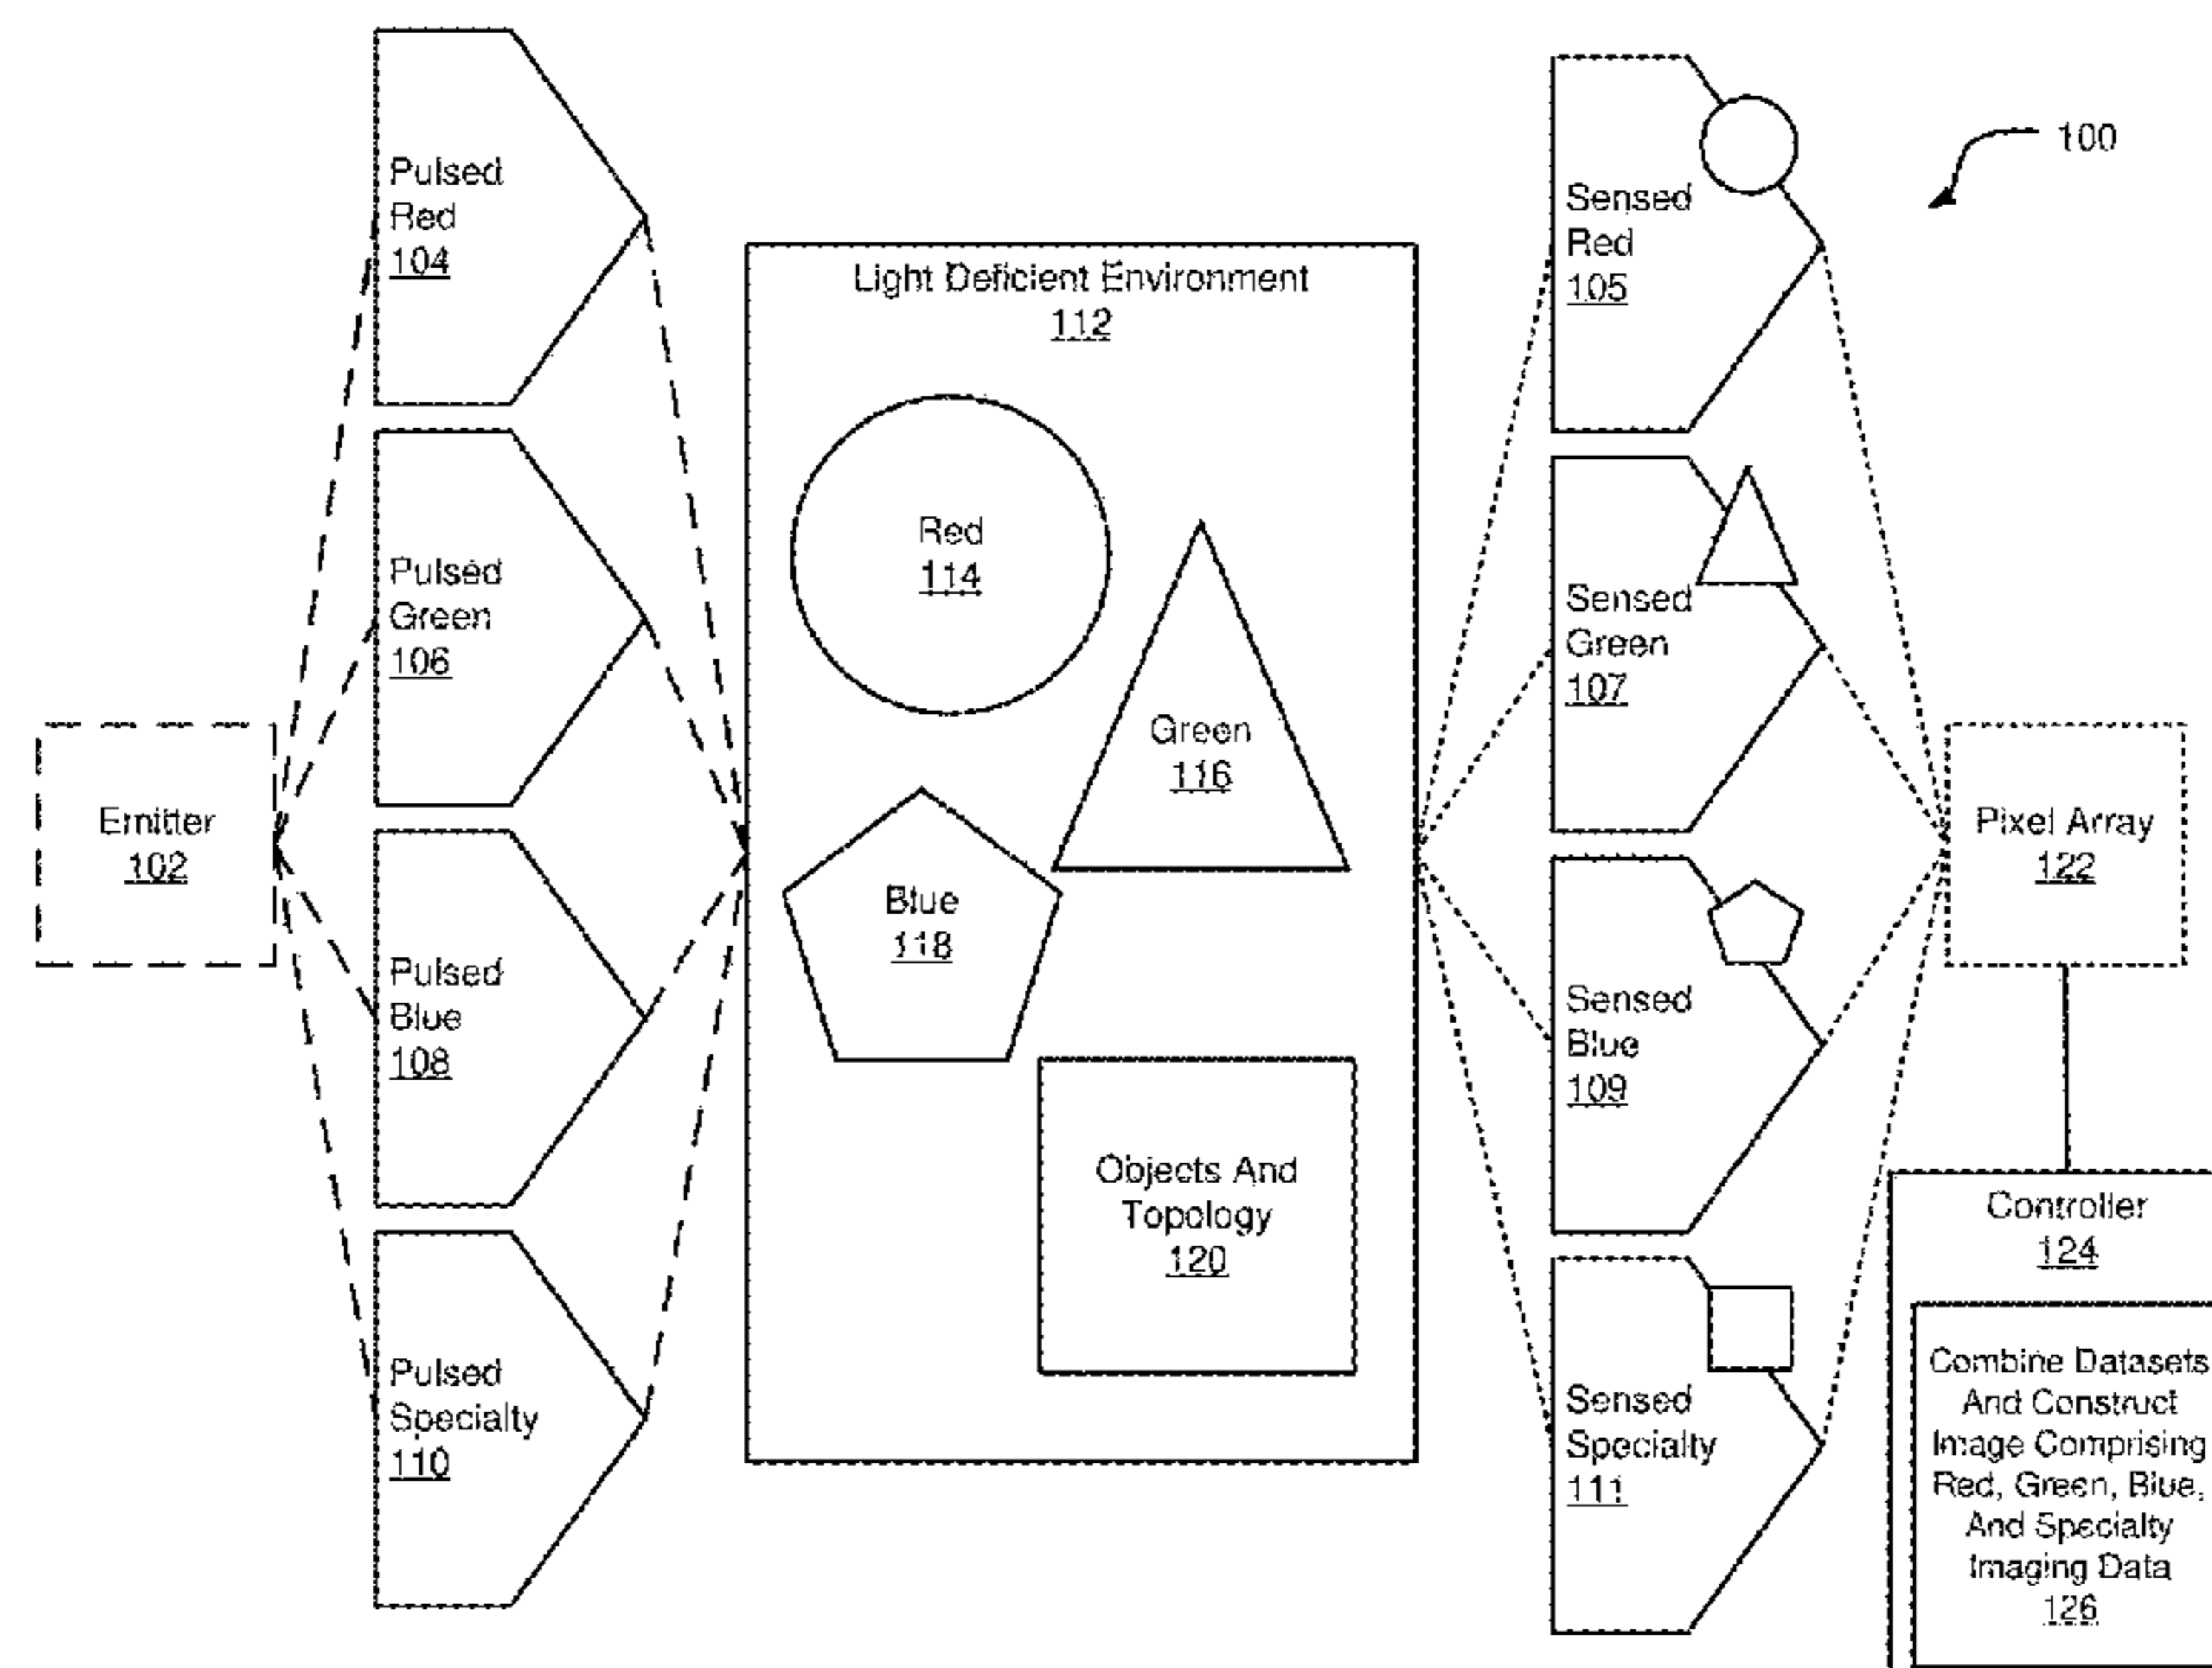 100
Pulsed
Red
104
Pulsed
Green
106
Pulsed
Blue
108
Pulsed
Specialty
110
Emitter
102
Light Deficient Environment
112
Red
114
Green
116
Blue
118
Objects And
Topology
120
Sensed
Red
105
Sensed
Green
107
Sensed
Blue
109
Sensed
Specialty
111
Pixel Array
122
Controller
124
Combine Datasets
And Construct
Image Comprising
Red, Green, Blue,
And Specialty
Imaging Data
126